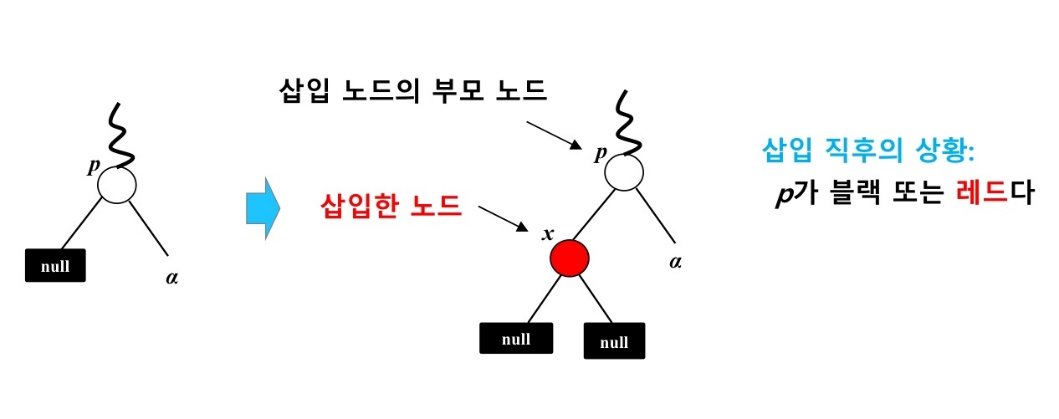 삽입 노드의 부모 노드
p
null
α
삽입한 노드
p
x
α
null
null
삽입 직후의 상황:
p가 블랙 또는 레드다